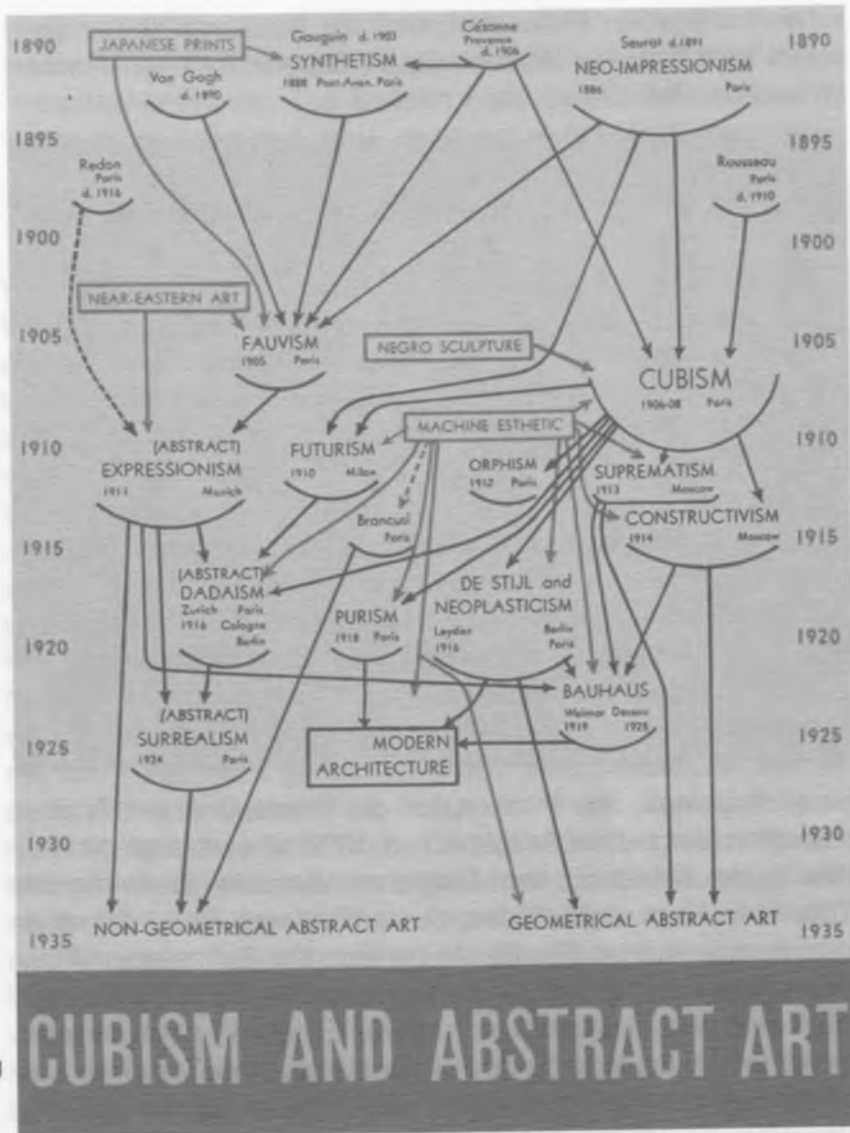 1890
JAPANESE PRINTS
Gauguin d. 1903
SYNTHETISM
1888 Pont-Aven, Paris
Cézanne
Provence
d. 1906
Seurat d. 1891
NEO-IMPRESSIONISM
1886 Paris
1890
Van Gogh
d. 1890
1895
1895
Redon
Paris
d. 1916
Rousseau
Paris
d. 1910
1900
1900
NEAR-EASTERN ART
1905
FAUVISM
1905 Paris
NEGRO SCULPTURE
1905
CUBISM
1906-08 Paris
MACHINE ESTHETIC
1910
(ABSTRACT)
EXPRESSIONISM
1911 Munich
FUTURISM
1910 Milan
ORPHISM
1912 Paris
SUPREMATISM
1913 Moscow
1910
Brancusi
Paris
CONSTRUCTIVISM
1914 Moscow
1915
1915
(ABSTRACT)
DADAISM
Zurich Paris
1916 Cologne
Berlin
PURISM
1918 Paris
DE STIJL and
NEOPLASTICISM
Leyden Berlin
1916 Paris
1920
1920
BAUHAUS
Weimar Dessau
1919 1925
(ABSTRACT)
SURREALISM
1924 Paris
MODERN
ARCHITECTURE
1925
1925
1930
1930
NON-GEOMETRICAL ABSTRACT ART
GEOMETRICAL ABSTRACT ART
1935
1935
CUBISM AND ABSTRACT ART